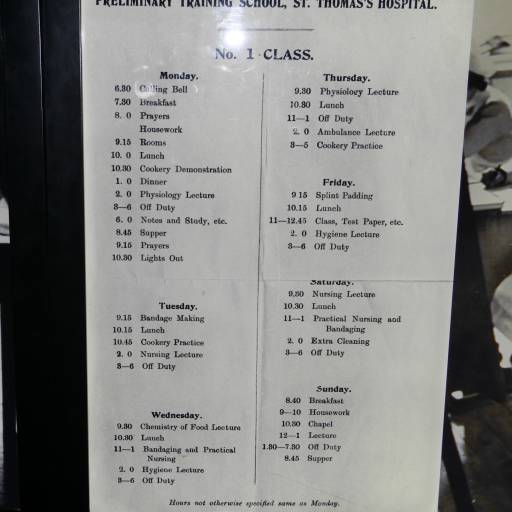 PRELIMINARY TRAINING SCHOOL, ST. THOMAS'S HOSPITAL.
No. 1 CLASS.
Monday.
6.30 Calling Bell
7.30 Breakfast
8. 0 Prayers
Housework
9.15 Rooms
10. 0 Lunch
10.30 Cookery Demonstration
1. 0 Dinner
2. 0 Physiology Lecture
3—6 Off Duty
6. 0 Notes and Study, etc.
8.45 Supper
9.15 Prayers
10.30 Lights Out
Tuesday.
9.15 Bandage Making
10.15 Lunch
10.45 Cookery Practice
2. 0 Nursing Lecture
3—6 Off Duty
Wednesday.
9.30 Chemistry of Food Lecture
10.30 Lunch
11—1 Bandaging and Practical
Nursing
2. 0 Hygiene Lecture
3—6 Off Duty
Thursday.
9.30 Physiology Lecture
10.30 Lunch
11—1 Off Duty
2. 0 Ambulance Lecture
3—5 Cookery Practice
Friday.
9 15 Splint Padding
10.15 Lunch
11—12.45 Class, Test Paper, etc.
2. 0 Hygiene Lecture
3—6 Off Duty
Saturday.
9.30 Nursing Lecture
10.30 Lunch
11—1 Practical Nursing and
Bandaging
2. 0 Extra Cleaning
3—6 Off Duty
Sunday.
8.40 Breakfast
9—10 Housework
10.30 Chapel
12—1 Lecture
1.30—7.30 Off Duty
8.45 Supper
Hours not otherwise specified same as Monday.